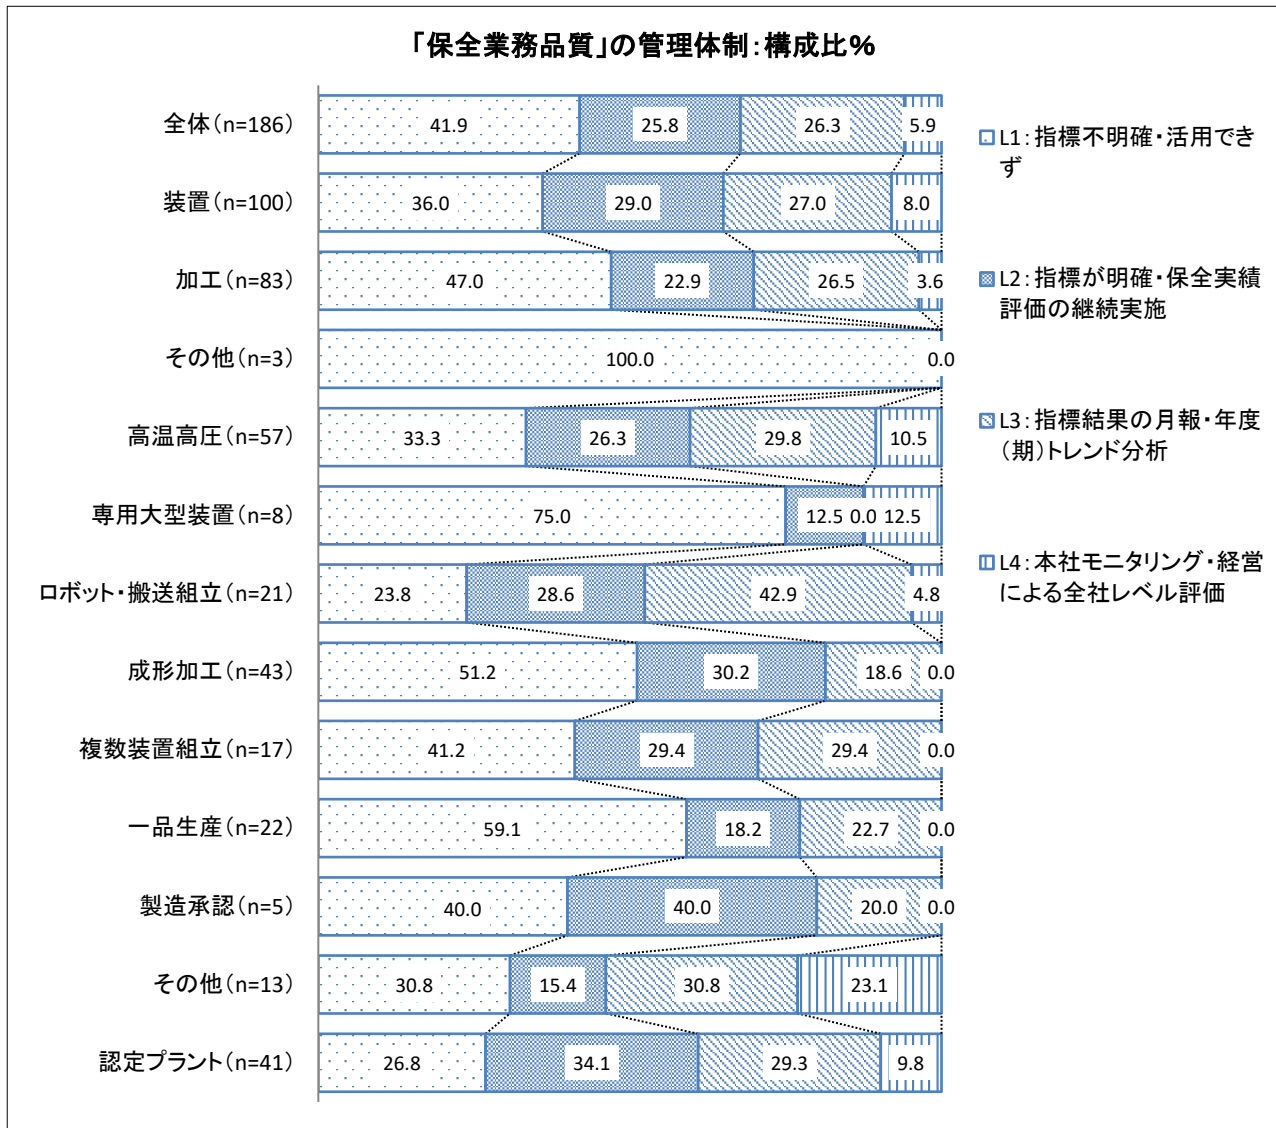 「保全業務品質」の管理体制：構成比%
全体（n=186） 41.9 25.8 26.3 5.9
装置（n=100） 36.0 29.0 27.0 8.0
加工（n=83） 47.0 22.9 26.5 3.6
その他（n=3） 100.0 0.0
高温高圧（n=57） 33.3 26.3 29.8 10.5
専用大型装置（n=8） 75.0 12.5 0.0 12.5
ロボット・搬送組立（n=21） 23.8 28.6 42.9 4.8
成形加工（n=43） 51.2 30.2 18.6 0.0
複数装置組立（n=17） 41.2 29.4 29.4 0.0
一品生産（n=22） 59.1 18.2 22.7 0.0
製造承認（n=5） 40.0 40.0 20.0 0.0
その他（n=13） 30.8 15.4 30.8 23.1
認定プラント（n=41） 26.8 34.1 29.3 9.8
L1：指標不明確・活用でき
ず
L2：指標が明確・保全実績
評価の継続実施
L3：指標結果の月報・年度
（期）トレンド分析
L4：本社モニタリング・経営
による全社レベル評価